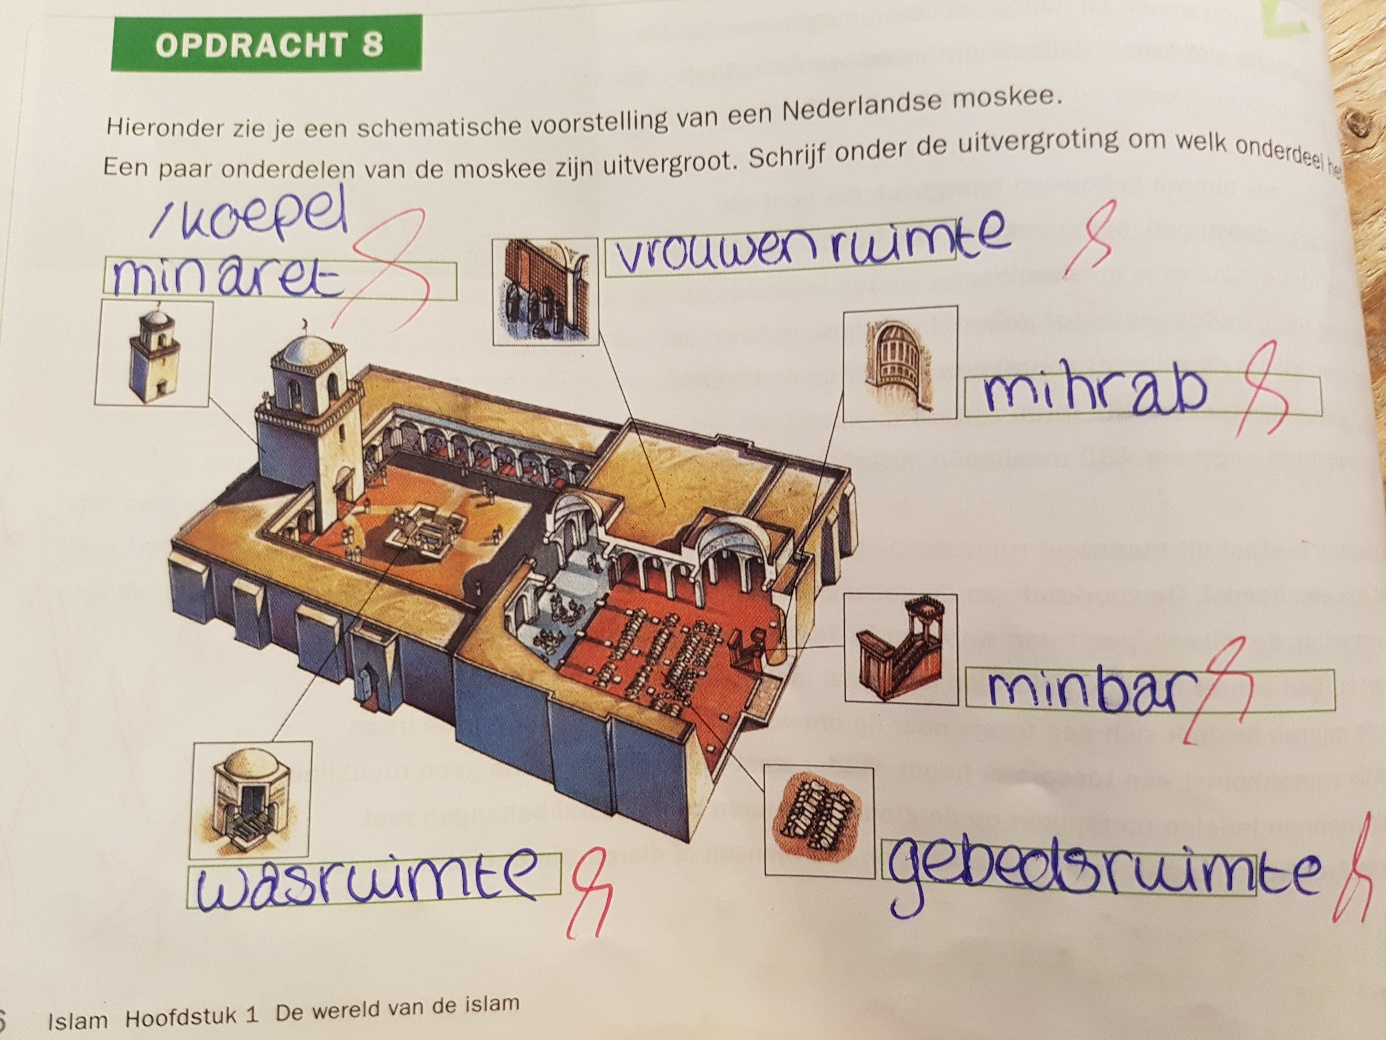 OPDRACHT 8
Hieronder zie je een schematische voorstelling van een Nederlandse moskee.
Een paar onderdelen van de moskee zijn uitvergroot. Schrijf onder de uitvergroting om welk onderdeel he
/koepel
minaret
vrouwenruimte
mihrab
minbar
gebedsruimte
wasruimte
6 Islam Hoofdstuk 1 De wereld van de islam